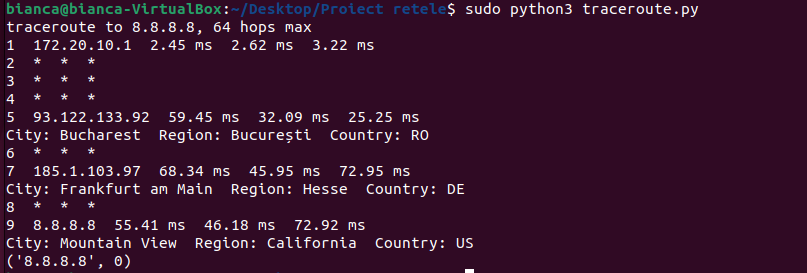 bianca@bianca-VirtualBox:~/Desktop/Proiect retele$ sudo python3 traceroute.py
traceroute to 8.8.8.8, 64 hops max
1  172.20.10.1  2.45 ms  2.62 ms  3.22 ms
2  *  *  *
3  *  *  *
4  *  *  *
5  93.122.133.92  59.45 ms  32.09 ms  25.25 ms
City: Bucharest  Region: București  Country: RO
6  *  *  *
7  185.1.103.97  68.34 ms  45.95 ms  72.95 ms
City: Frankfurt am Main  Region: Hesse  Country: DE
8  *  *  *
9  8.8.8.8  55.41 ms  46.18 ms  72.92 ms
City: Mountain View  Region: California  Country: US
('8.8.8.8', 0)